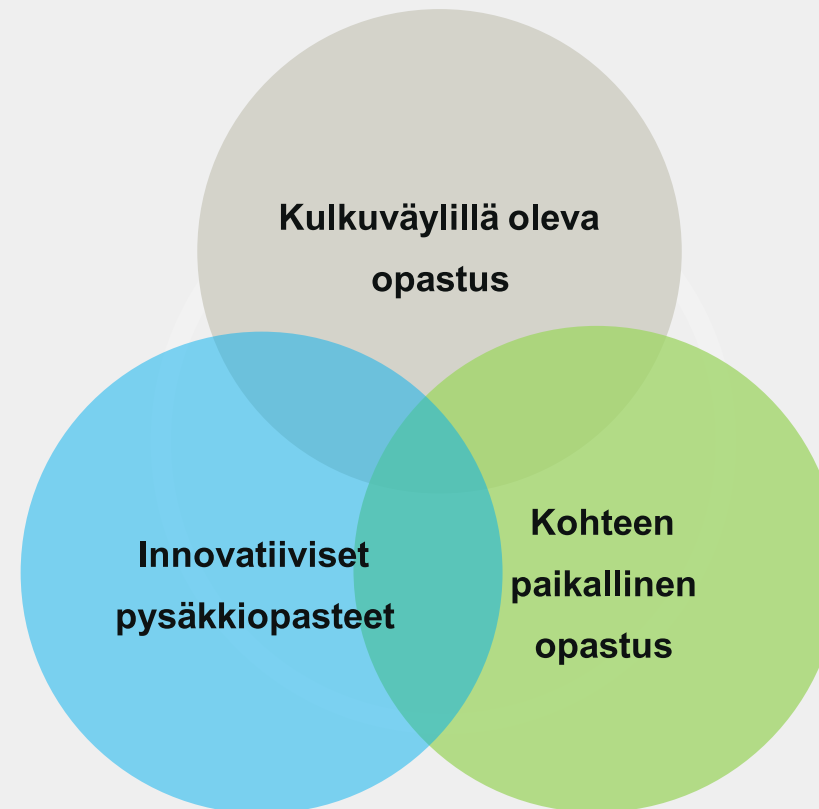 Kulkuväylillä oleva
opastus
Innovatiiviset
pysäkkiopasteet
Kohteen
paikallinen
opastus